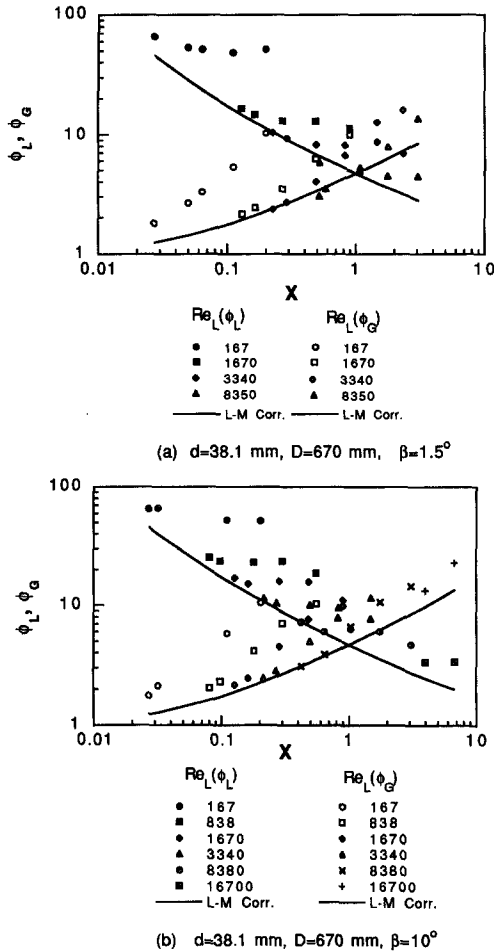 100
10
1
ϕL, ϕG
0.01 0.1 1 10
X
ReL(ϕL) ReL(ϕG)
167 167
1670 1670
3340 3340
8350 8350
L-M Corr. L-M Corr.
(a) d=38.1 mm, D=670 mm, β=1.5°
100
10
1
ϕL, ϕG
0.01 0.1 1 10
X
ReL(ϕL) ReL(ϕG)
167 167
838 838
1670 1670
3340 3340
8380 8380
16700 16700
L-M Corr. L-M Corr.
(b) d=38.1 mm, D=670 mm, β=10°